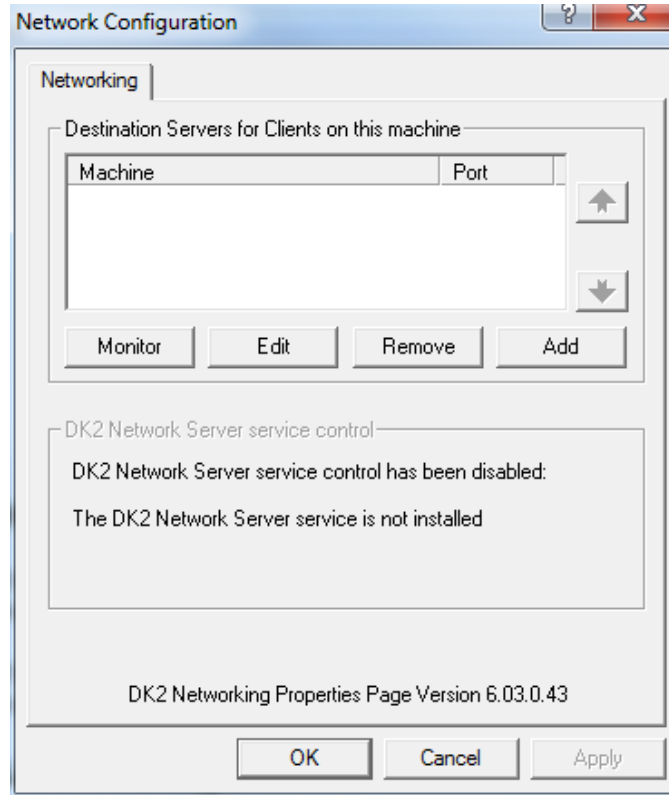 Network Configuration
Networking
Destination Servers for Clients on this machine
Machine Port
Monitor Edit Remove Add
DK2 Network Server service control
DK2 Network Server service control has been disabled:
The DK2 Network Server service is not installed
DK2 Networking Properties Page Version 6.03.0.43
OK Cancel Apply